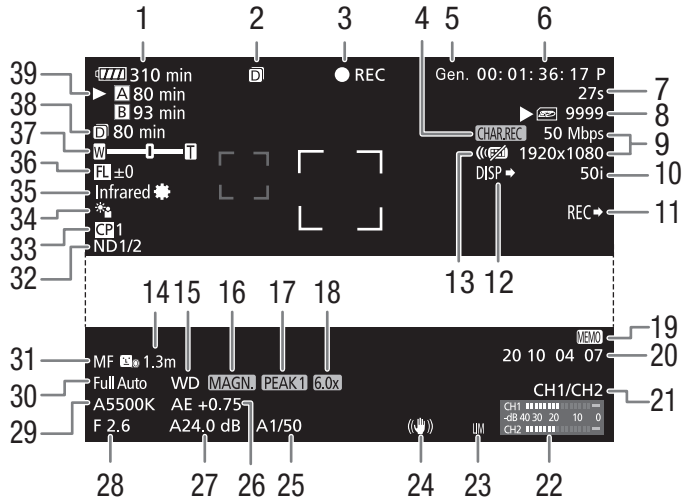 1 2 3 4 5 6
39 310 min D REC Gen. 00: 01: 36: 17 P
A 80 min 27s 7
38 B 93 min 9999 8
D 80 min CHAR.REC 50 Mbps 9
37 W T 1920x1080
36 FL ±0 DISP 50i 10
35 Infrared
34 REC 11
33 CP 1
32 ND1/2 13 12
14 15 16 17 18
MEMO 19
31 MF 1.3m 20 10 04 07 20
30 Full Auto WD MAGN. PEAK1 6.0x
29 A5500K AE +0.75 CH1/CH2 21
CH1
-dB 40 30 20 10 0
F 2.6 A24.0 dB A1/50 LIM CH2
28 27 26 25 24 23 22